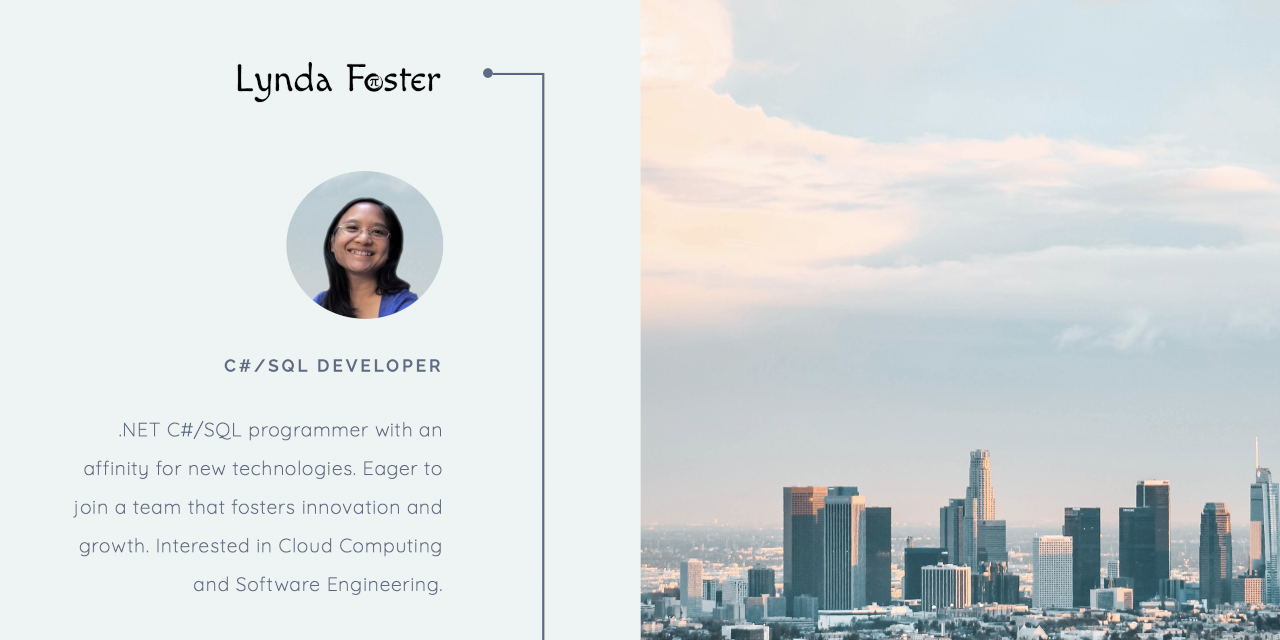 Lynda Foster
C#/SQL DEVELOPER
.NET C#/SQL programmer with an
affinity for new technologies. Eager to
join a team that fosters innovation and
growth. Interested in Cloud Computing
and Software Engineering.